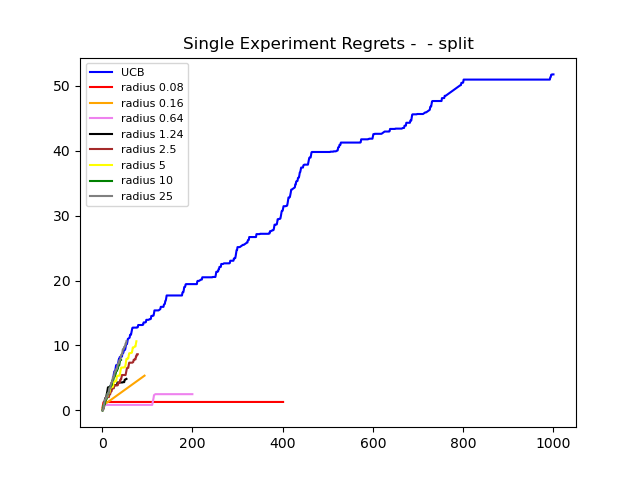 Single Experiment Regrets -  - split
UCB
radius 0.08
radius 0.16
radius 0.64
radius 1.24
radius 2.5
radius 5
radius 10
radius 25
50
40
30
20
10
0
0 200 400 600 800 1000